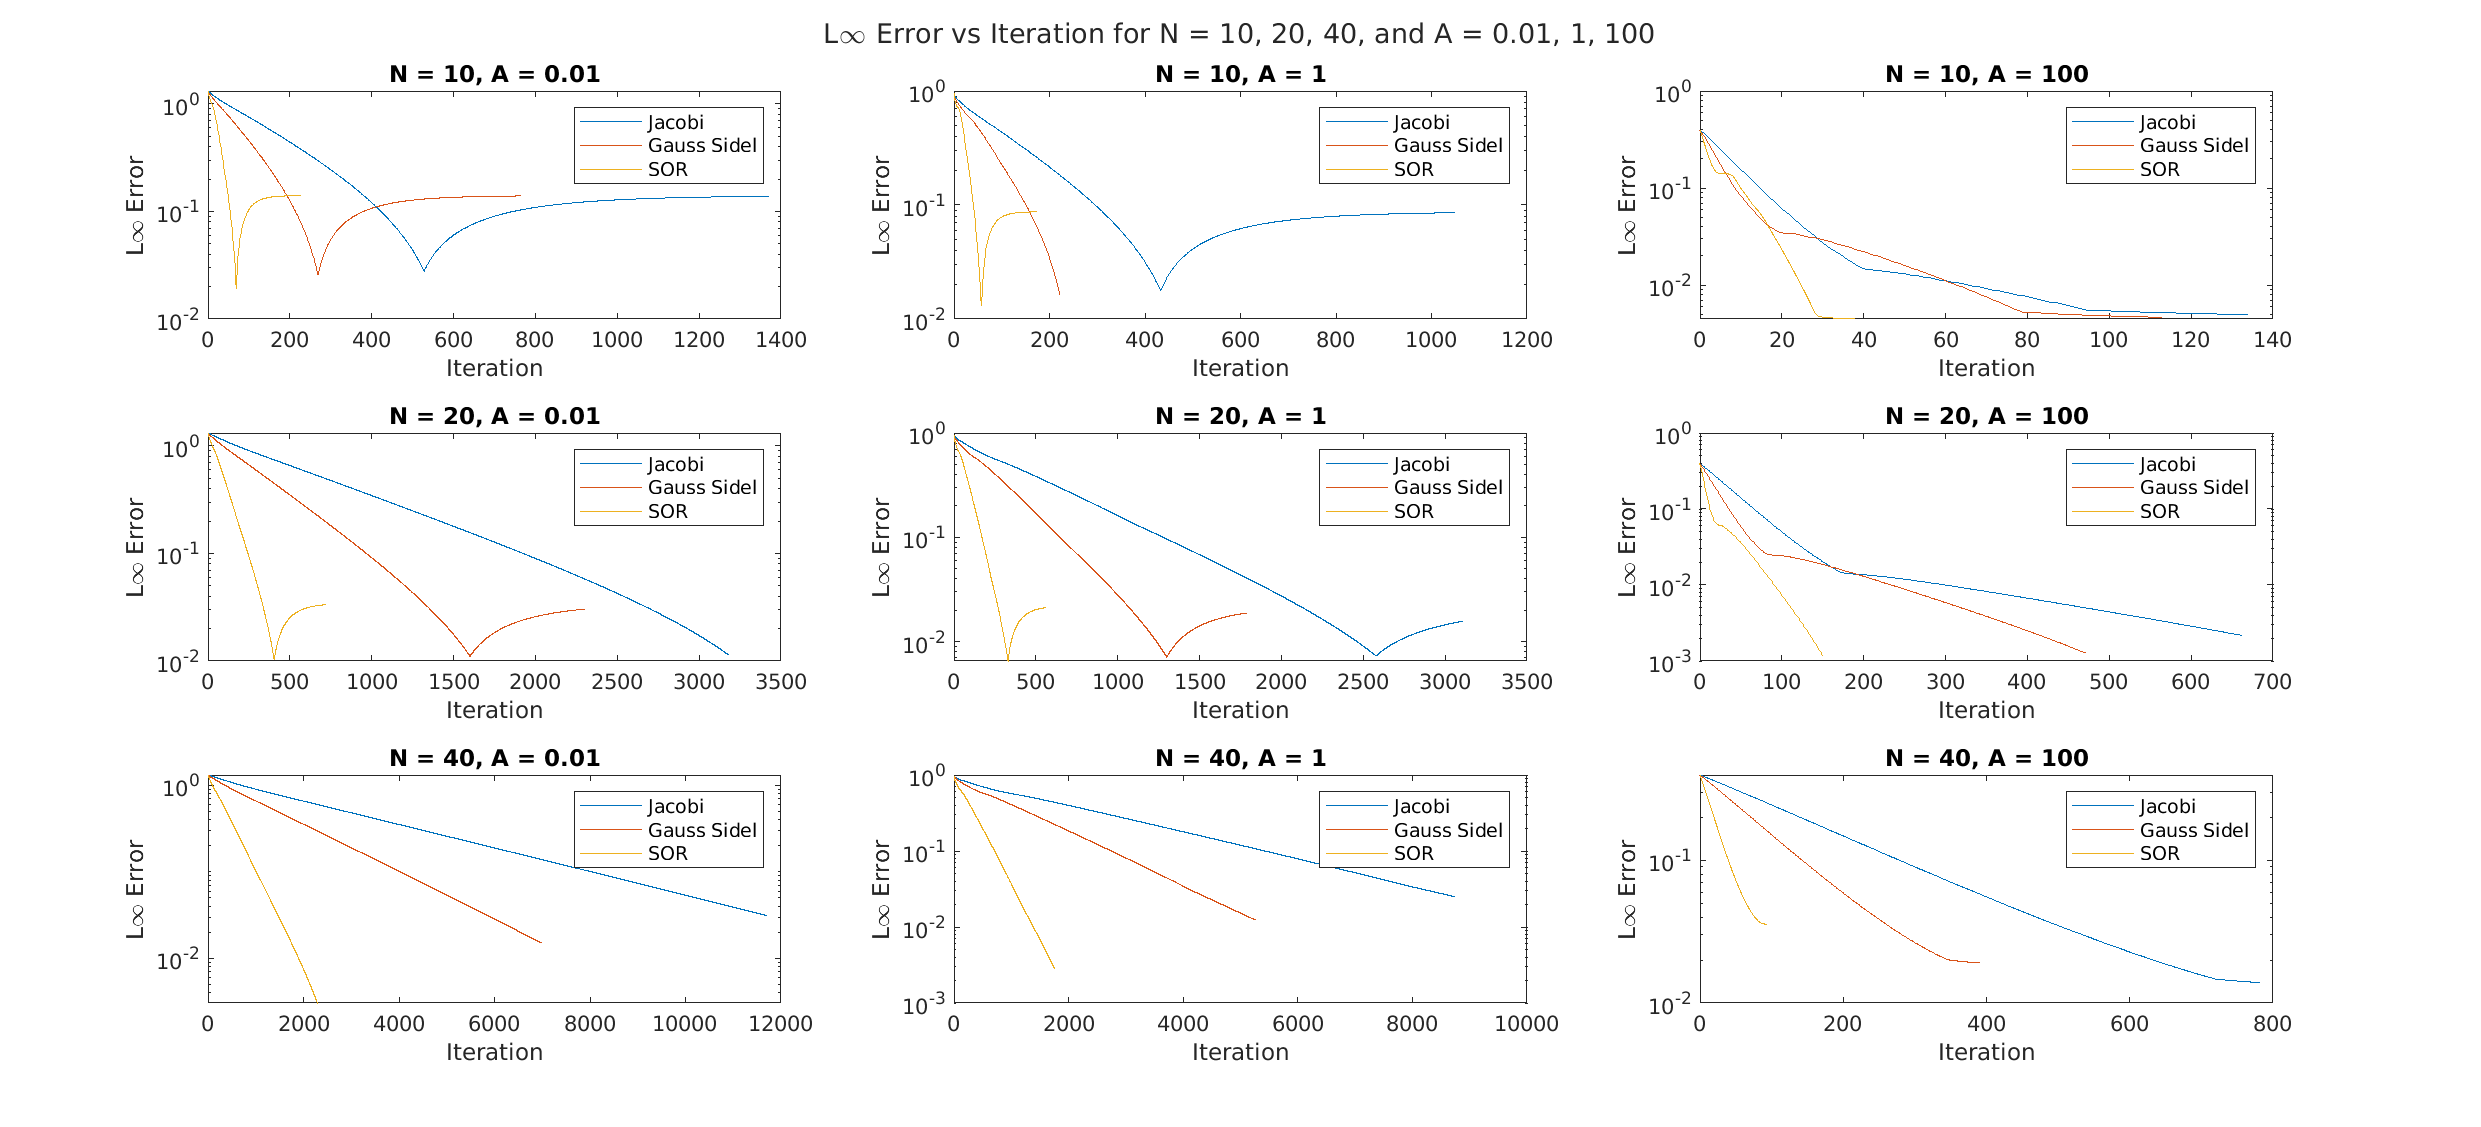 L∞ Error vs Iteration for N = 10, 20, 40, and A = 0.01, 1, 100
N = 10, A = 0.01
10^0
10^-1
10^-2
L∞ Error
Jacobi
Gauss Sidel
SOR
0 200 400 600 800 1000 1200 1400
Iteration
N = 10, A = 1
10^0
10^-1
10^-2
L∞ Error
Jacobi
Gauss Sidel
SOR
0 200 400 600 800 1000 1200
Iteration
N = 10, A = 100
10^0
10^-1
10^-2
L∞ Error
Jacobi
Gauss Sidel
SOR
0 20 40 60 80 100 120 140
Iteration
N = 20, A = 0.01
10^0
10^-1
10^-2
L∞ Error
Jacobi
Gauss Sidel
SOR
0 500 1000 1500 2000 2500 3000 3500
Iteration
N = 20, A = 1
10^0
10^-1
10^-2
L∞ Error
Jacobi
Gauss Sidel
SOR
0 500 1000 1500 2000 2500 3000 3500
Iteration
N = 20, A = 100
10^0
10^-1
10^-2
10^-3
L∞ Error
Jacobi
Gauss Sidel
SOR
0 100 200 300 400 500 600 700
Iteration
N = 40, A = 0.01
10^0
10^-2
L∞ Error
Jacobi
Gauss Sidel
SOR
0 2000 4000 6000 8000 10000 12000
Iteration
N = 40, A = 1
10^0
10^-1
10^-2
10^-3
L∞ Error
Jacobi
Gauss Sidel
SOR
0 2000 4000 6000 8000 10000
Iteration
N = 40, A = 100
10^-1
10^-2
L∞ Error
Jacobi
Gauss Sidel
SOR
0 200 400 600 800
Iteration